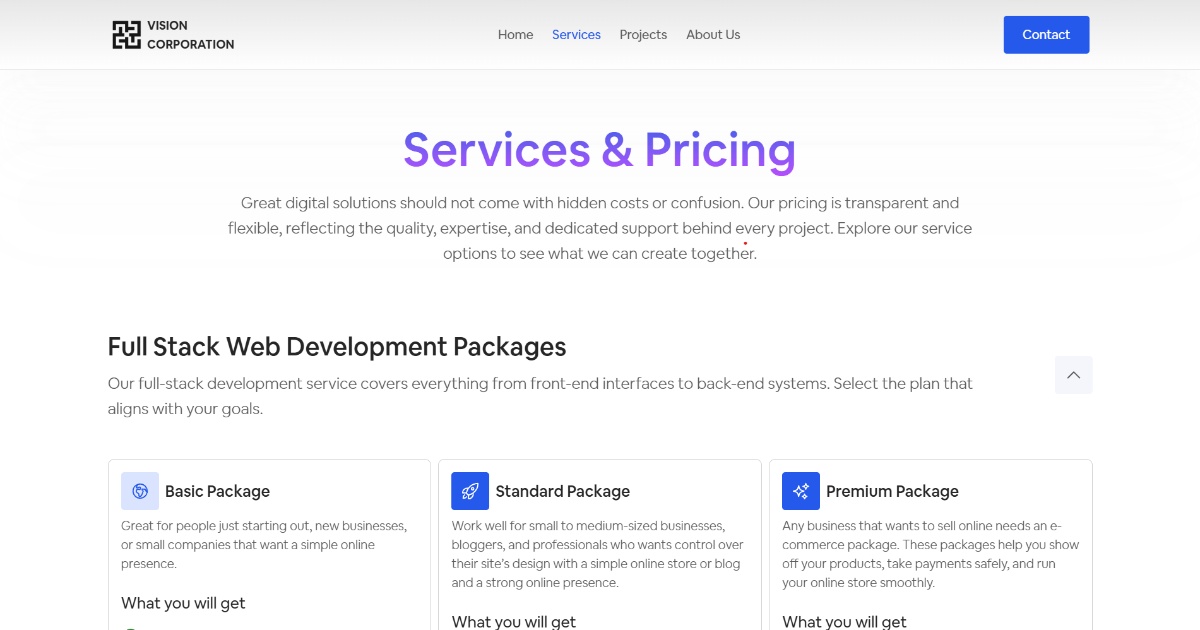 VISION
CORPORATION
Home
Services
Projects
About Us
Contact
Services & Pricing
Great digital solutions should not come with hidden costs or confusion. Our pricing is transparent and
flexible, reflecting the quality, expertise, and dedicated support behind every project. Explore our service
options to see what we can create together.
Full Stack Web Development Packages
Our full-stack development service covers everything from front-end interfaces to back-end systems. Select the plan that
aligns with your goals.
Basic Package
Great for people just starting out, new businesses,
or small companies that want a simple online
presence.
What you will get
Standard Package
Work well for small to medium-sized businesses,
bloggers, and professionals who wants control over
their site's design with a simple online store or blog
and a strong online presence.
What you will get
Premium Package
Any business that wants to sell online needs an e-
commerce package. These packages help you show
off your products, take payments safely, and run
your online store smoothly.
What you will get